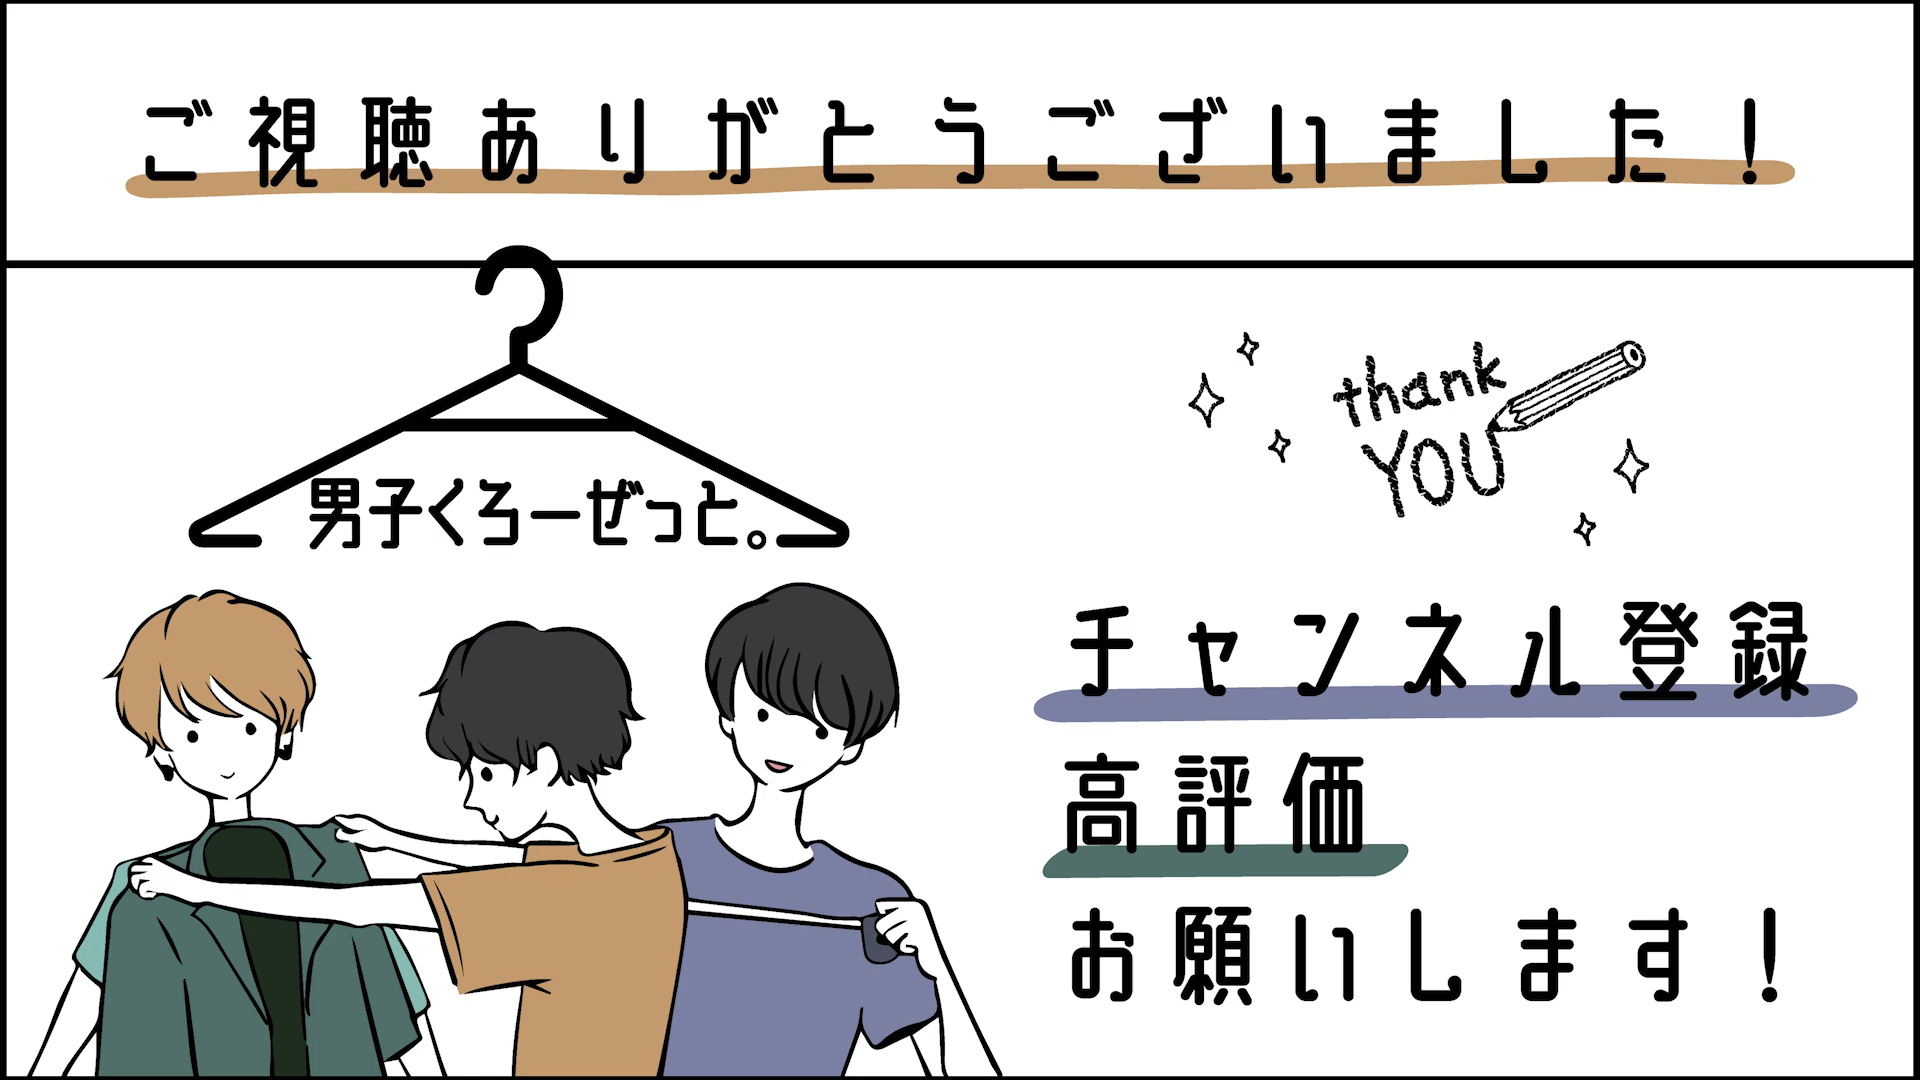 ご視聴ありがとうございました！
男子くろーぜっと。
thank
YOU
チャンネル登録
高評価
お願いします！